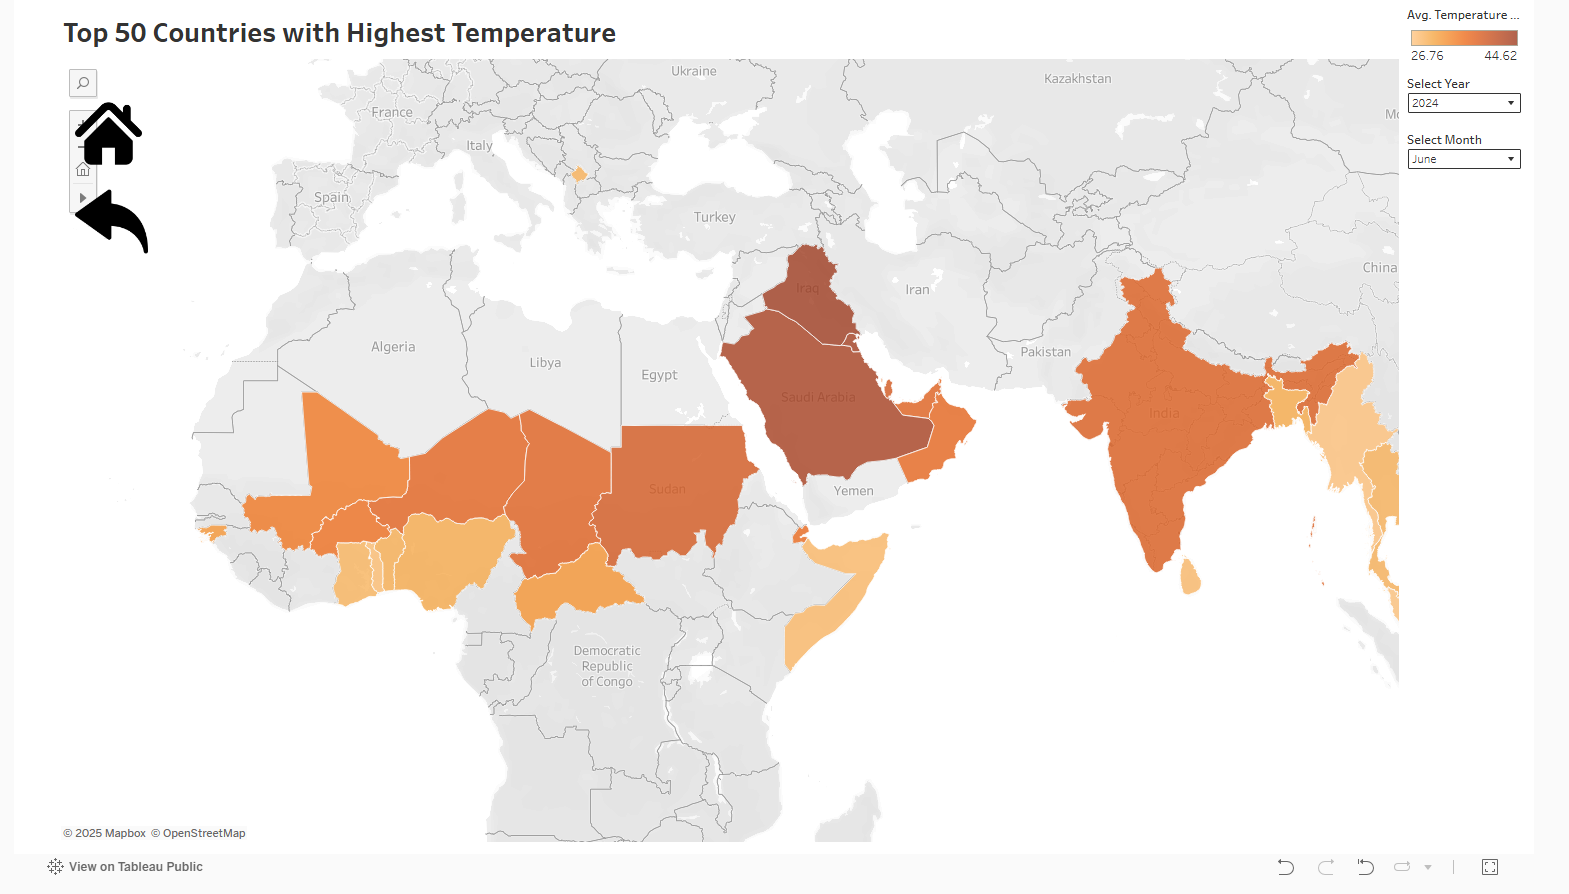 Top 50 Countries with Highest Temperature
Avg. Temperature ...
26.76 44.62
Select Year
2024
Select Month
June
Ukraine
Kazakhstan
France
Mo
Italy
Spain
Turkey
China
Iraq
Iran
Algeria
Libya
Egypt
Pakistan
Saudi Arabia
India
Sudan
Yemen
Democratic
Republic
of Congo
© 2025 Mapbox © OpenStreetMap
View on Tableau Public